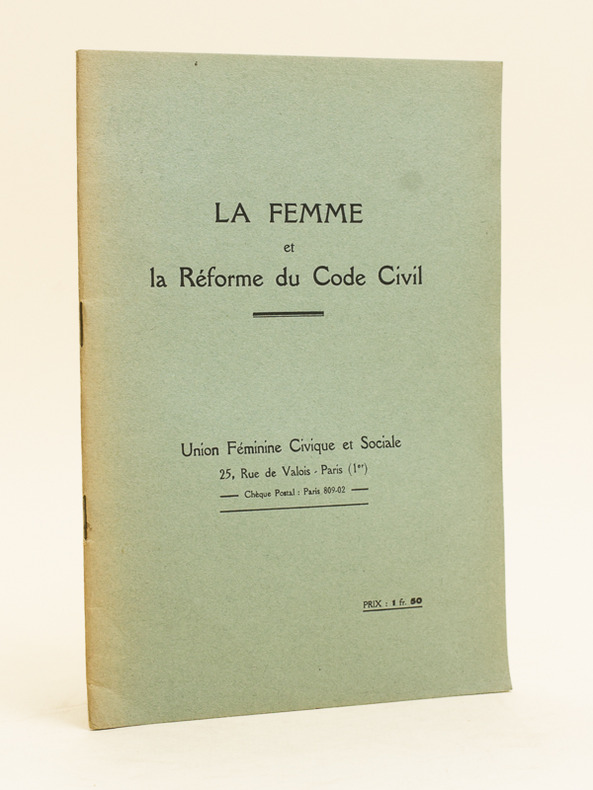 LA FEMME
et
la Réforme du Code Civil
Union Féminine Civique et Sociale
25, Rue de Valois - Paris (1er)
— Chèque Postal : Paris 809-02 —
PRIX : 1 fr. 50